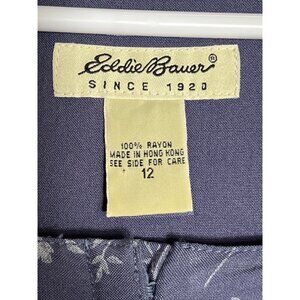 Eddie Bauer®
SINCE 1920
100% RAYON
MADE IN HONG KONG
SEE SIDE FOR CARE
12